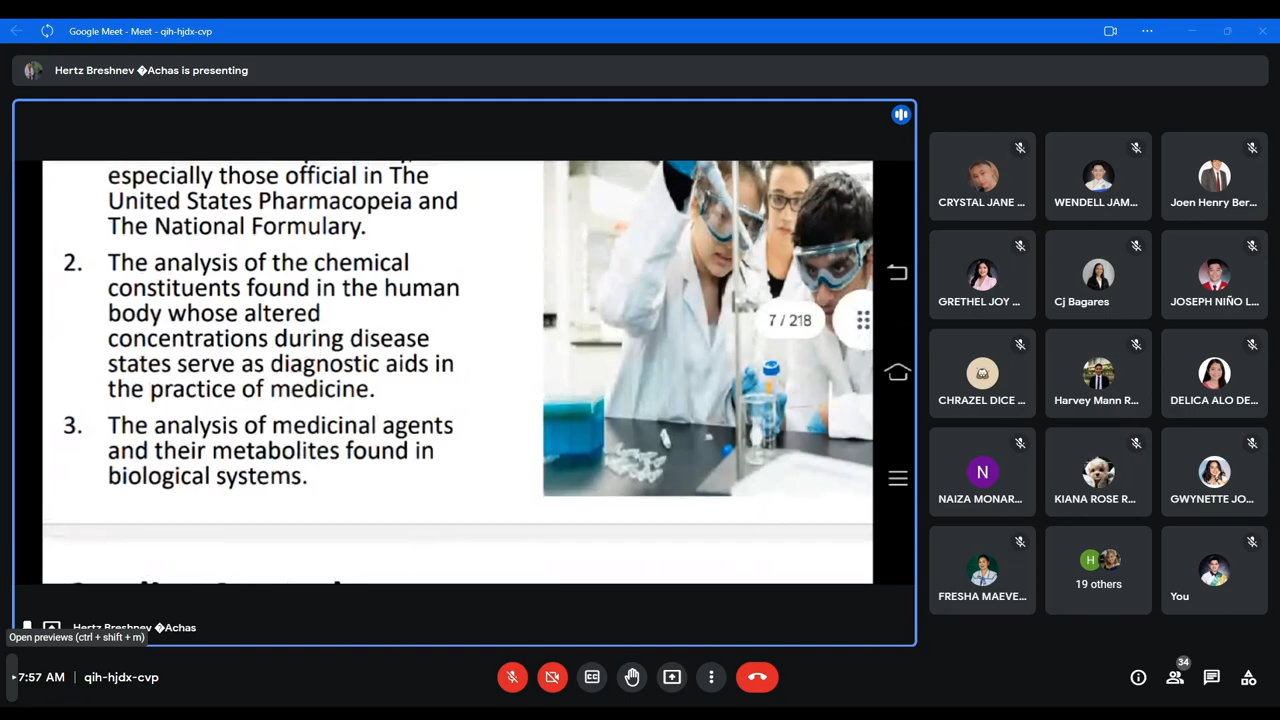 Google Meet - Meet - qih-hjdx-cvp
Hertz Breshnev �Achas is presenting
especially those official in The
United States Pharmacopeia and
The National Formulary.
2. The analysis of the chemical
constituents found in the human
body whose altered
concentrations during disease
states serve as diagnostic aids in
the practice of medicine.
3. The analysis of medicinal agents
and their metabolites found in
biological systems.
7 / 218
CRYSTAL JANE ...
WENDELL JAM...
Joen Henry Ber...
GRETHEL JOY ...
Cj Bagares
JOSEPH NIÑO L...
CHRAZEL DICE ...
Harvey Mann R...
DELICA ALO DE...
N
NAIZA MONAR...
KIANA ROSE R...
GWYNETTE JO...
FRESHA MAEVE...
H
19 others
You
Hertz Breshnev �Achas
Open previews (ctrl + shift + m)
7:57 AM | qih-hjdx-cvp
34